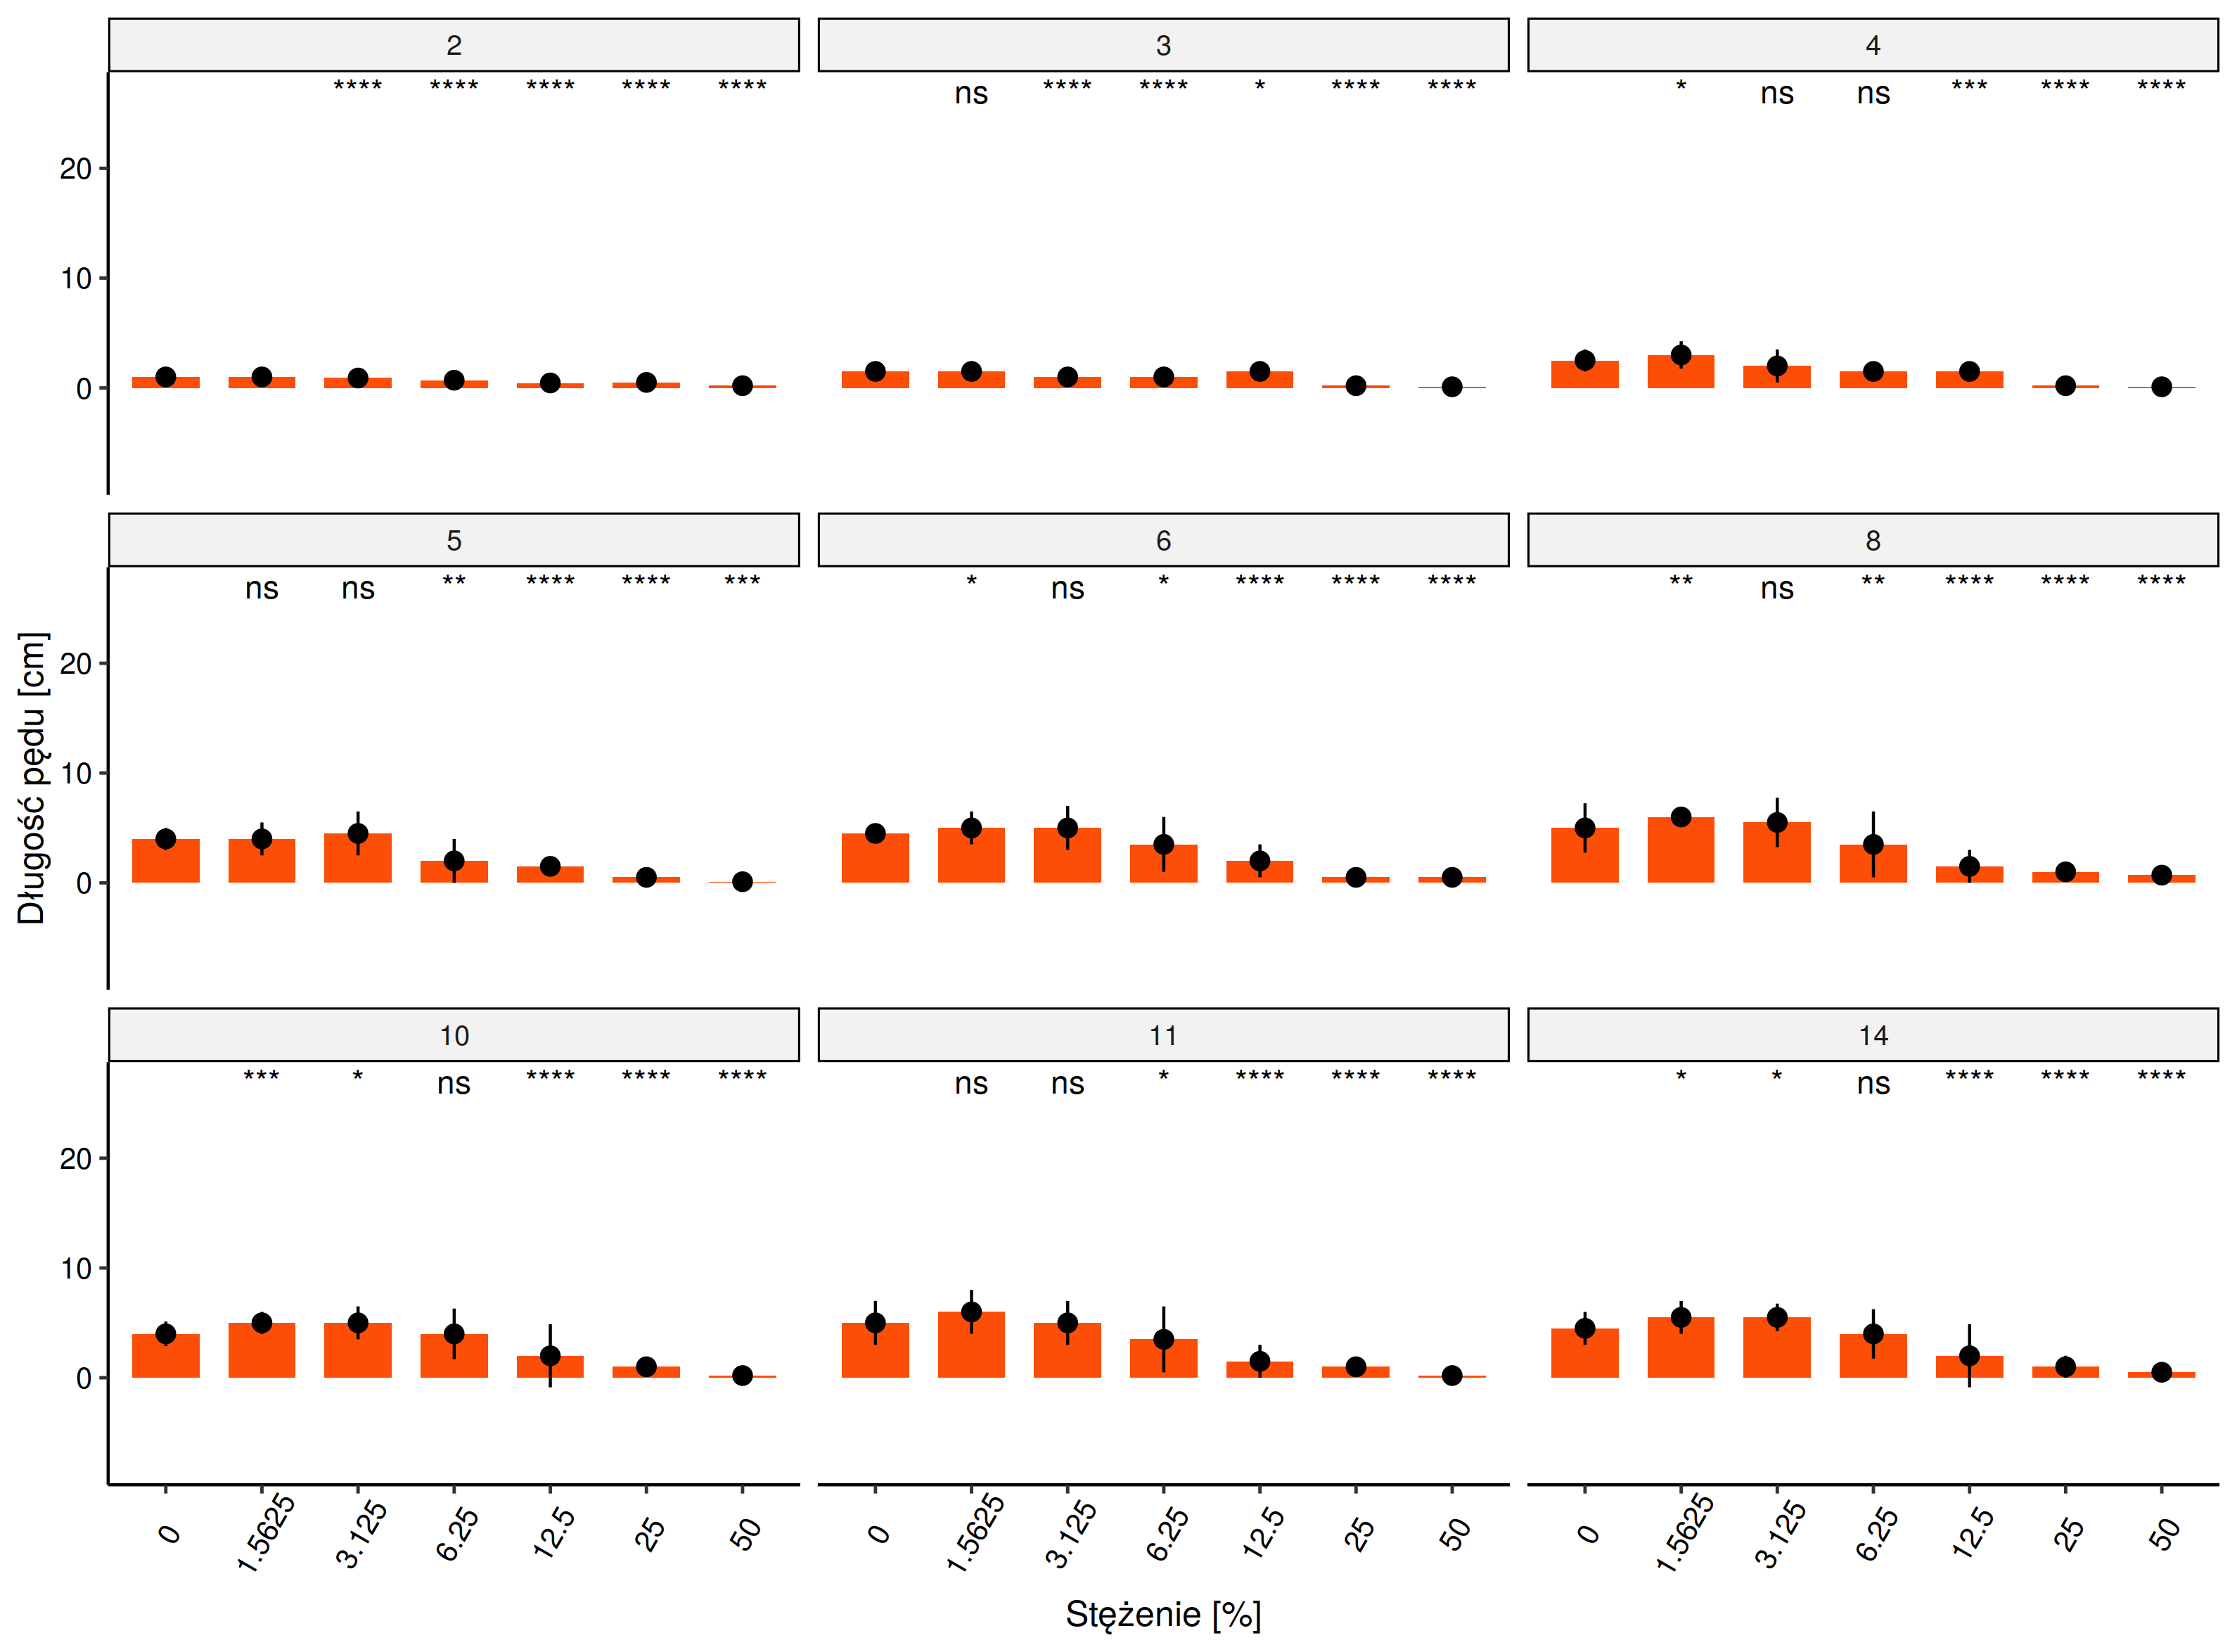 2 3 4
**** **** **** **** ****
ns **** **** * **** ****
* ns ns *** **** ****
20
10
0
5 6 8
ns ns ** **** **** ***
* ns * **** **** ****
** ns ** **** **** ****
20
10
0
Długość pędu [cm]
10 11 14
*** * ns **** **** ****
ns ns * **** **** ****
* * ns **** **** ****
20
10
0
0 1.5625 3.125 6.25 12.5 25 50
0 1.5625 3.125 6.25 12.5 25 50
0 1.5625 3.125 6.25 12.5 25 50
Stężenie [%]